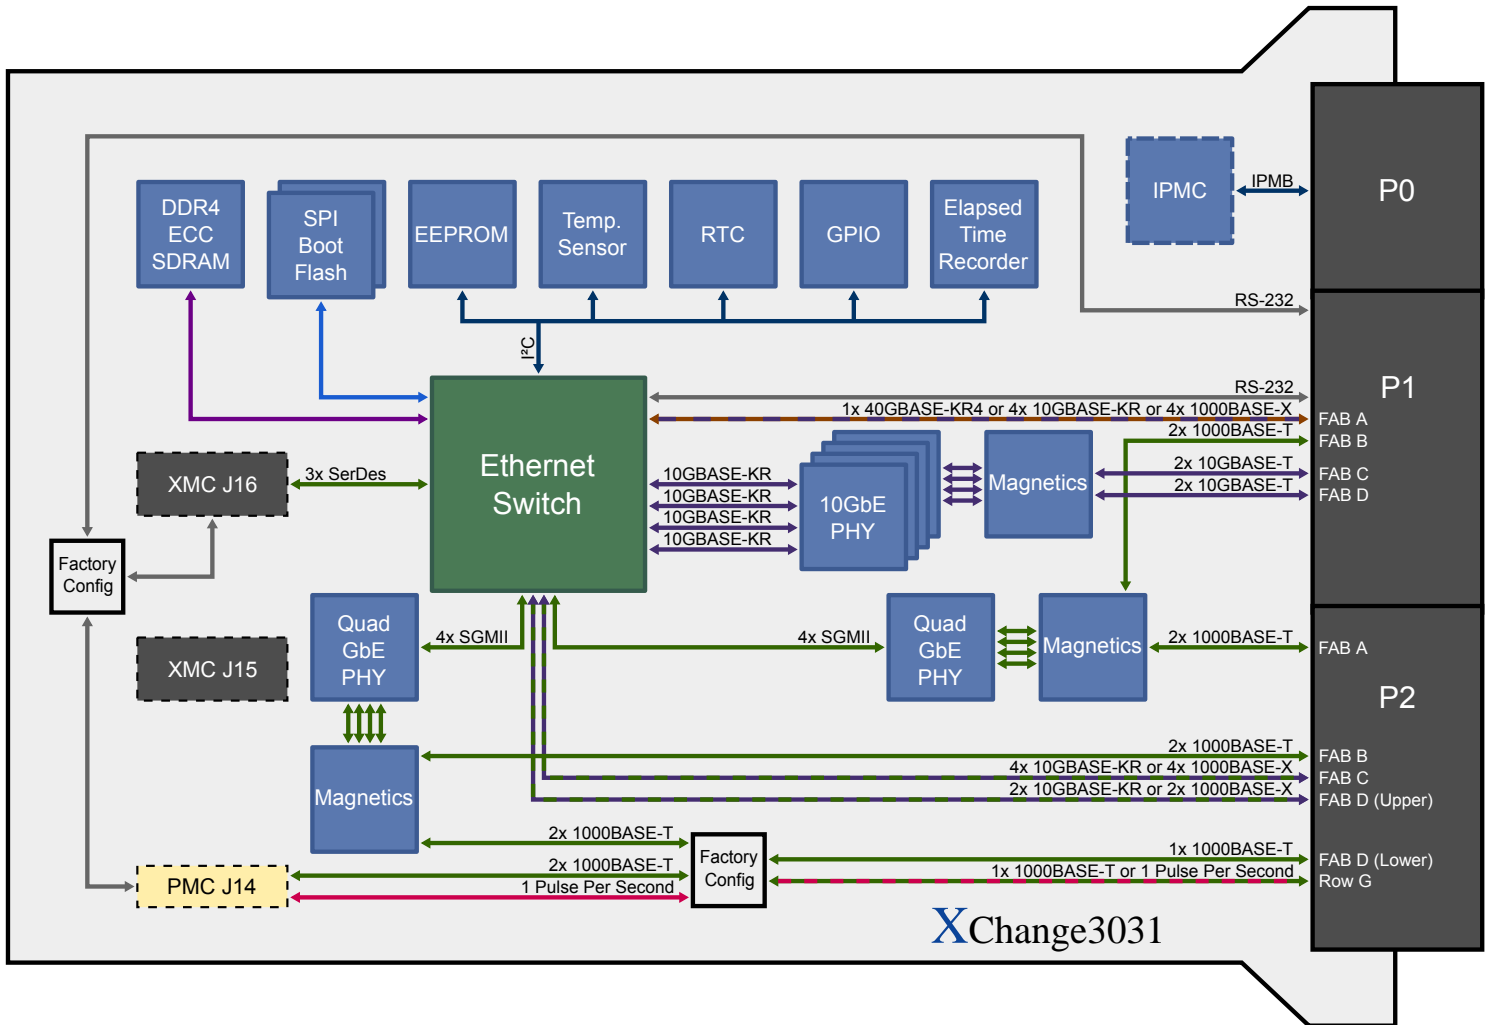 IPMC
IPMB
P0
DDR4
ECC
SDRAM
SPI
Boot
Flash
EEPROM
Temp.
Sensor
RTC
GPIO
Elapsed
Time
Recorder
I²C
RS-232
P1
RS-232
1x 40GBASE-KR4 or 4x 10GBASE-KR or 4x 1000BASE-X
FAB A
2x 1000BASE-T
FAB B
2x 10GBASE-T
FAB C
2x 10GBASE-T
FAB D
Ethernet
Switch
XMC J16
3x SerDes
10GBASE-KR
10GBASE-KR
10GBASE-KR
10GBASE-KR
10GbE
PHY
Magnetics
Factory
Config
XMC J15
Quad
GbE
PHY
4x SGMII
4x SGMII
Quad
GbE
PHY
Magnetics
2x 1000BASE-T
FAB A
P2
Magnetics
2x 1000BASE-T
FAB B
4x 10GBASE-KR or 4x 1000BASE-X
FAB C
2x 10GBASE-KR or 2x 1000BASE-X
FAB D (Upper)
2x 1000BASE-T
PMC J14
2x 1000BASE-T
1 Pulse Per Second
Factory
Config
1x 1000BASE-T
FAB D (Lower)
1x 1000BASE-T or 1 Pulse Per Second
Row G
XChange3031